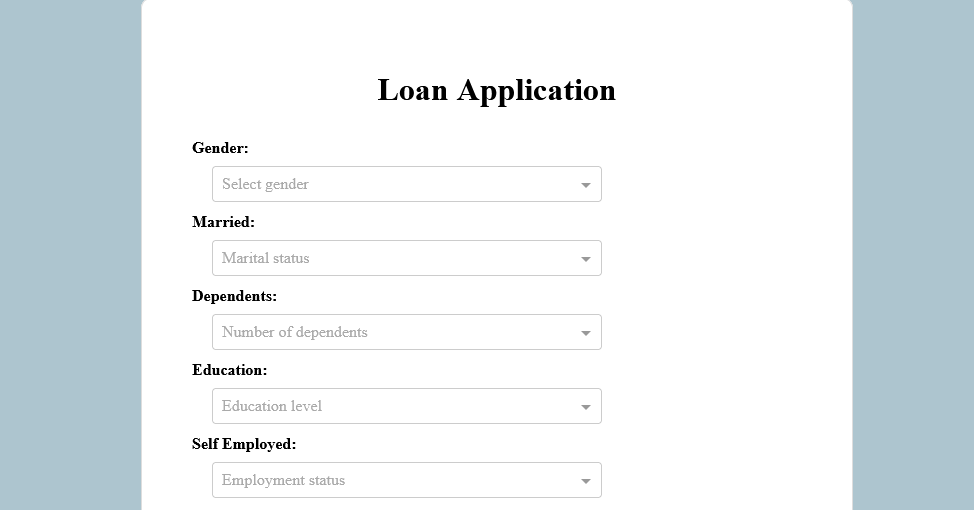 Loan Application
Gender:
Select gender
Married:
Marital status
Dependents:
Number of dependents
Education:
Education level
Self Employed:
Employment status